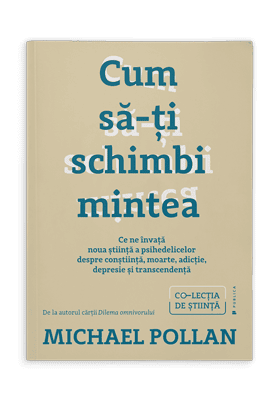 Cum
să-ți
schimbi
mintea
Ce ne învață
noua știință a psihedelicelor
despre conștiință, moarte, adicție,
depresie și transcendență
CO-LECȚIA
DE ȘTIINȚĂ
PUBLICA
De la autorul cărții Dilema omnivorului
MICHAEL POLLAN